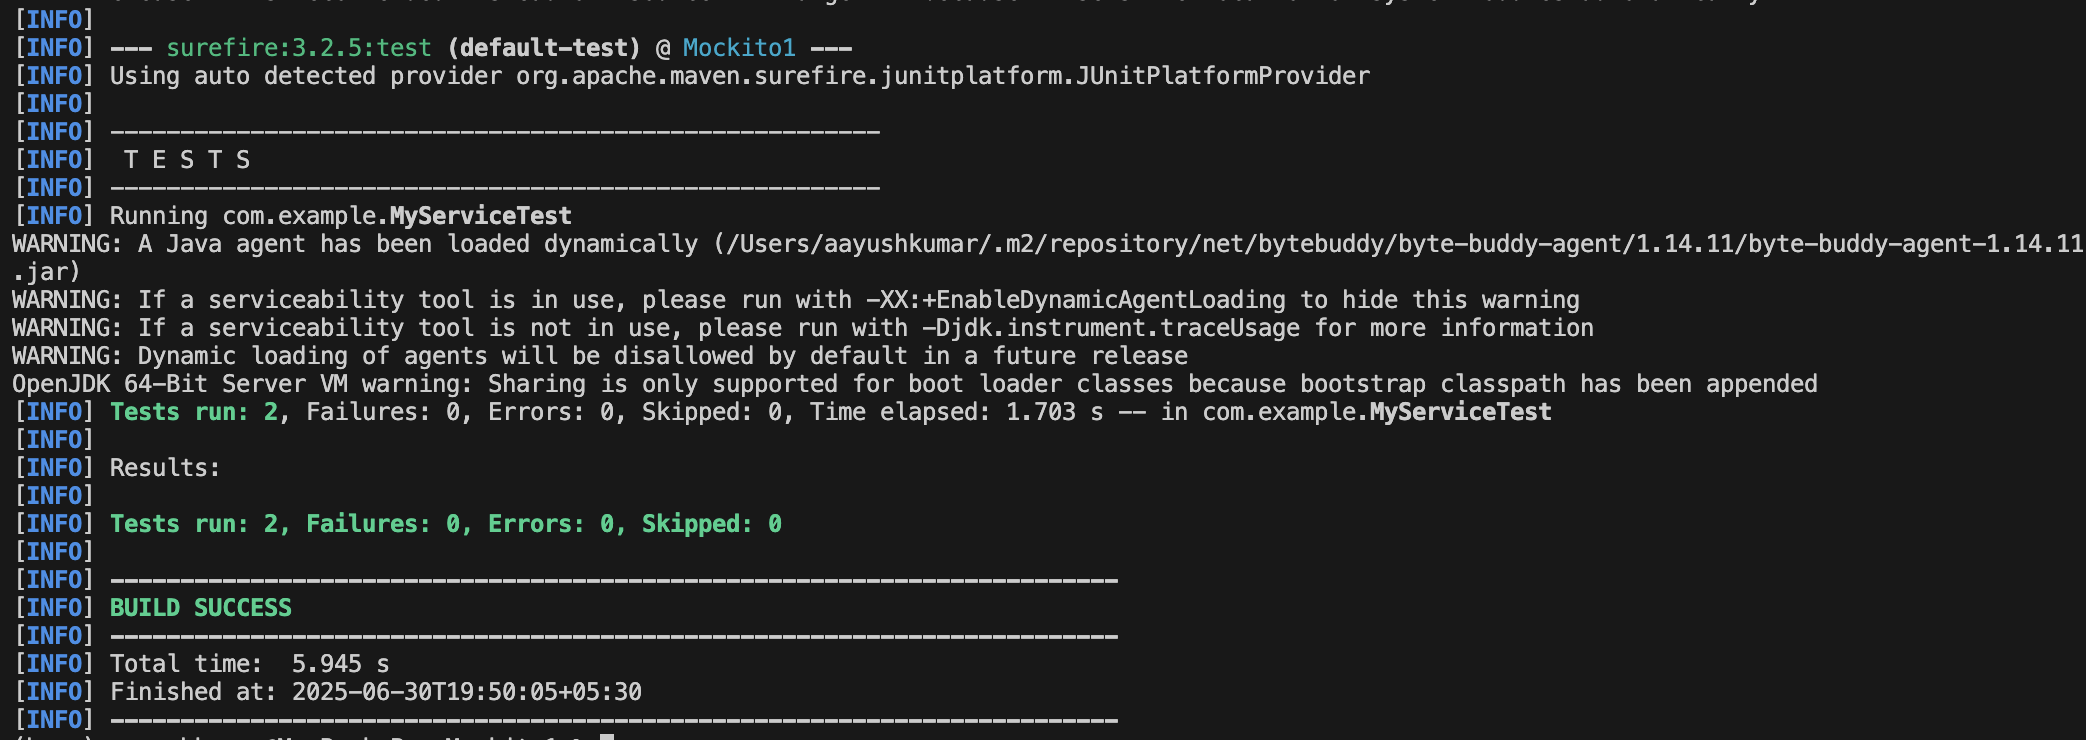 [INFO]
[INFO] --- surefire:3.2.5:test (default-test) @ Mockito1 ---
[INFO] Using auto detected provider org.apache.maven.surefire.junitplatform.JUnitPlatformProvider
[INFO]
[INFO] -------------------------------------------------------
[INFO]  T E S T S
[INFO] -------------------------------------------------------
[INFO] Running com.example.MyServiceTest
WARNING: A Java agent has been loaded dynamically (/Users/aayushkumar/.m2/repository/net/bytebuddy/byte-buddy-agent/1.14.11/byte-buddy-agent-1.14.11
.jar)
WARNING: If a serviceability tool is in use, please run with -XX:+EnableDynamicAgentLoading to hide this warning
WARNING: If a serviceability tool is not in use, please run with -Djdk.instrument.traceUsage for more information
WARNING: Dynamic loading of agents will be disallowed by default in a future release
OpenJDK 64-Bit Server VM warning: Sharing is only supported for boot loader classes because bootstrap classpath has been appended
[INFO] Tests run: 2, Failures: 0, Errors: 0, Skipped: 0, Time elapsed: 1.703 s -- in com.example.MyServiceTest
[INFO]
[INFO] Results:
[INFO]
[INFO] Tests run: 2, Failures: 0, Errors: 0, Skipped: 0
[INFO]
[INFO] ------------------------------------------------------------------------
[INFO] BUILD SUCCESS
[INFO] ------------------------------------------------------------------------
[INFO] Total time:  5.945 s
[INFO] Finished at: 2025-06-30T19:50:05+05:30
[INFO] ------------------------------------------------------------------------